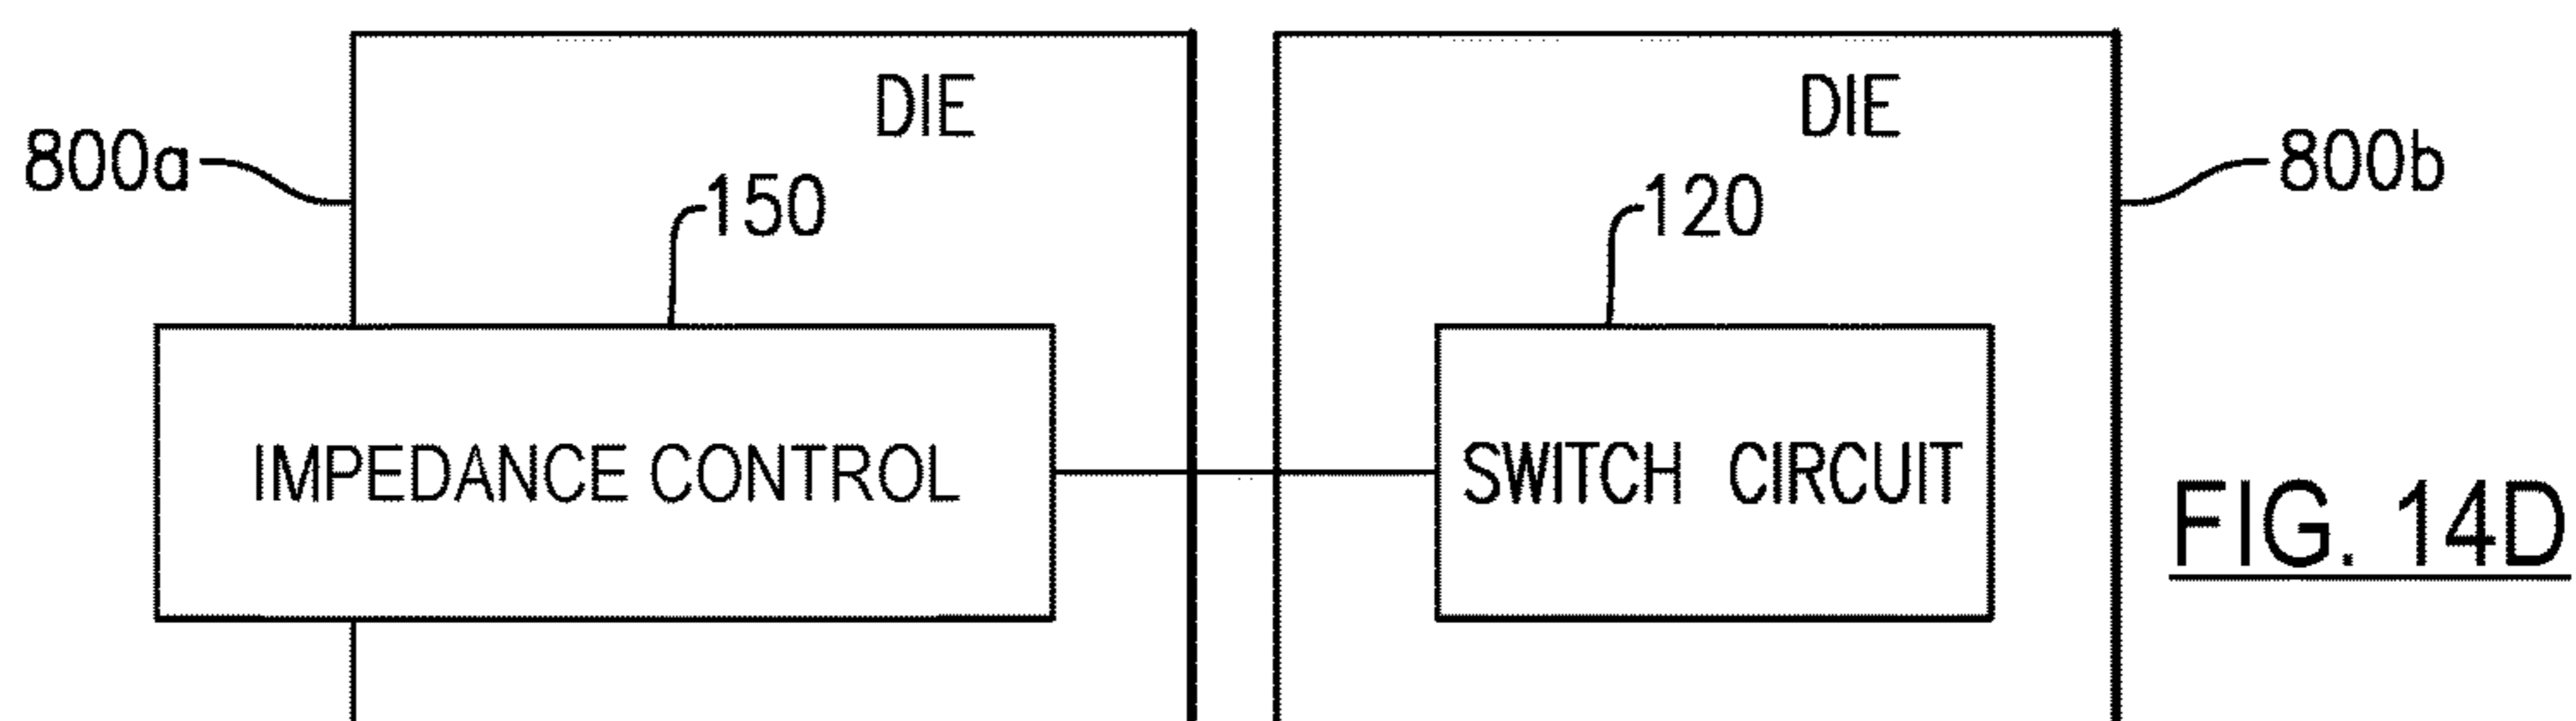 DIE
DIE
800a
800b
150
120
IMPEDANCE CONTROL
SWITCH CIRCUIT
FIG. 14D